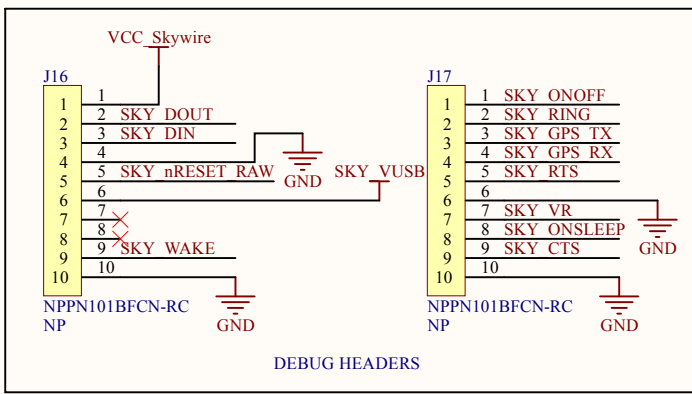 VCC_Skywire
J16
1 1
2 2 SKY_DOUT
3 3 SKY_DIN
4 4
GND
5 5 SKY_nRESET_RAW
SKY_VUSB
6 6
7 7
8 8
9 9 SKY_WAKE
10 10
GND
NPPN101BFCN-RC
NP
J17
1 1 SKY_ONOFF
2 2 SKY_RING
3 3 SKY_GPS_TX
4 4 SKY_GPS_RX
5 5 SKY_RTS
6 6
GND
7 7 SKY_VR
8 8 SKY_ONSLEEP
9 9 SKY_CTS
10 10
GND
NPPN101BFCN-RC
NP
DEBUG HEADERS